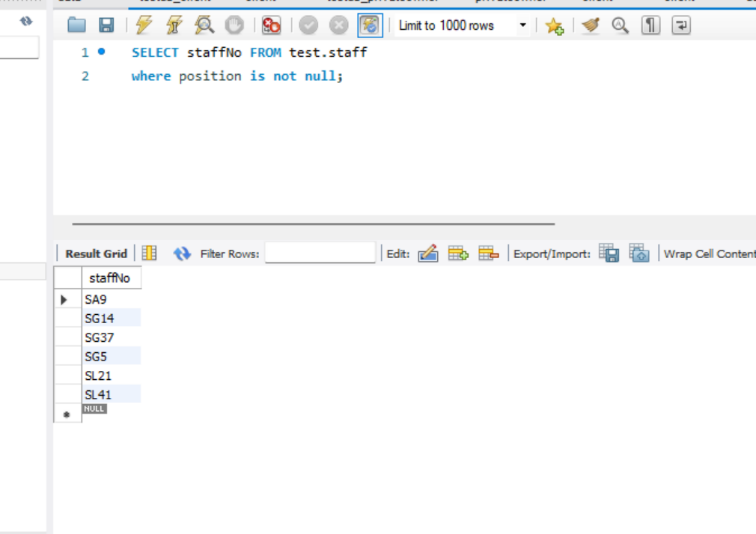 Limit to 1000 rows
1 SELECT staffNo FROM test.staff
2 where position is not null;
Result Grid Filter Rows: Edit: Export/Import: Wrap Cell Content
staffNo
SA9
SG14
SG37
SG5
SL21
SL41
NULL